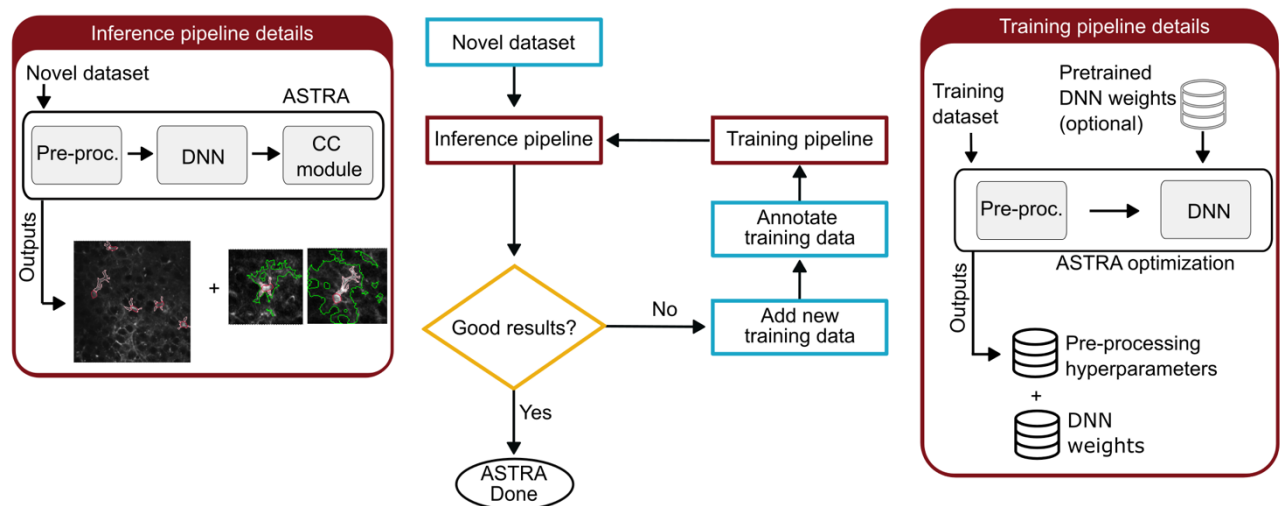 Inference pipeline details
Novel dataset
ASTRA
Pre-proc.
DNN
CC
module
Outputs
+
Novel dataset
Inference pipeline
Training pipeline
Annotate
training data
Add new
training data
Good results?
No
Yes
ASTRA
Done
Training pipeline details
Training
dataset
Pretrained
DNN weights
(optional)
Pre-proc.
DNN
ASTRA optimization
Outputs
Pre-processing
hyperparameters
+
DNN
weights